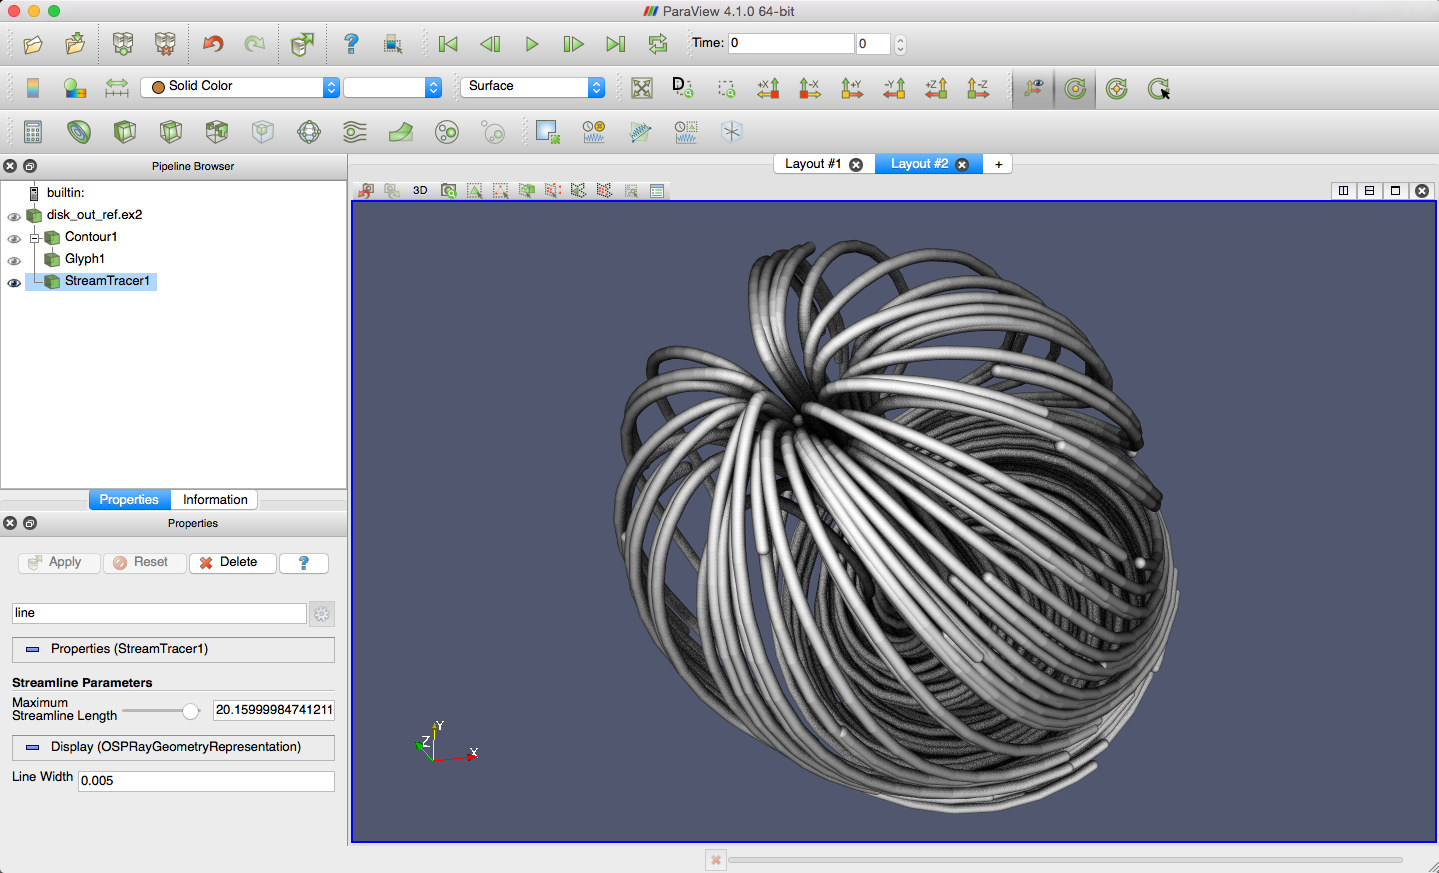 ParaView 4.1.0 64-bit
Time: 0 0
Solid Color Surface D +X -X +Y -Y +Z -Z
Pipeline Browser
Layout #1 Layout #2 +
3D
builtin:
disk_out_ref.ex2
Contour1
Glyph1
StreamTracer1
Properties Information
Properties
Apply Reset Delete ?
line
Properties (StreamTracer1)
Streamline Parameters
Maximum
Streamline Length 20.15999984741211
Display (OSPRayGeometryRepresentation)
Line Width 0.005
Y
Z
X